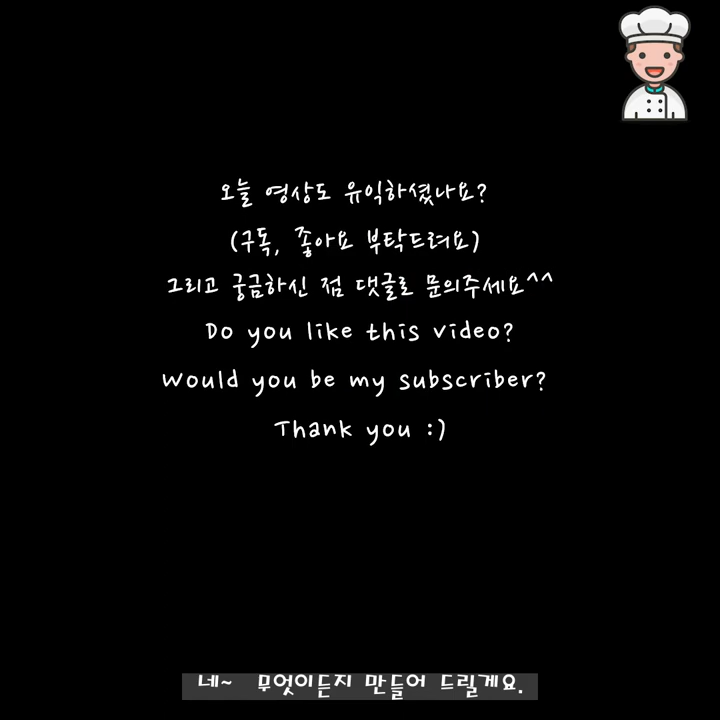 오늘 영상도 유익하셨나요?
(구독, 좋아요 부탁드려요)
그리고 궁금하신 점 댓글로 문의주세요^^
Do you like this video?
Would you be my subscriber?
Thank you :)
네~ 무엇이든지 만들어 드릴게요.